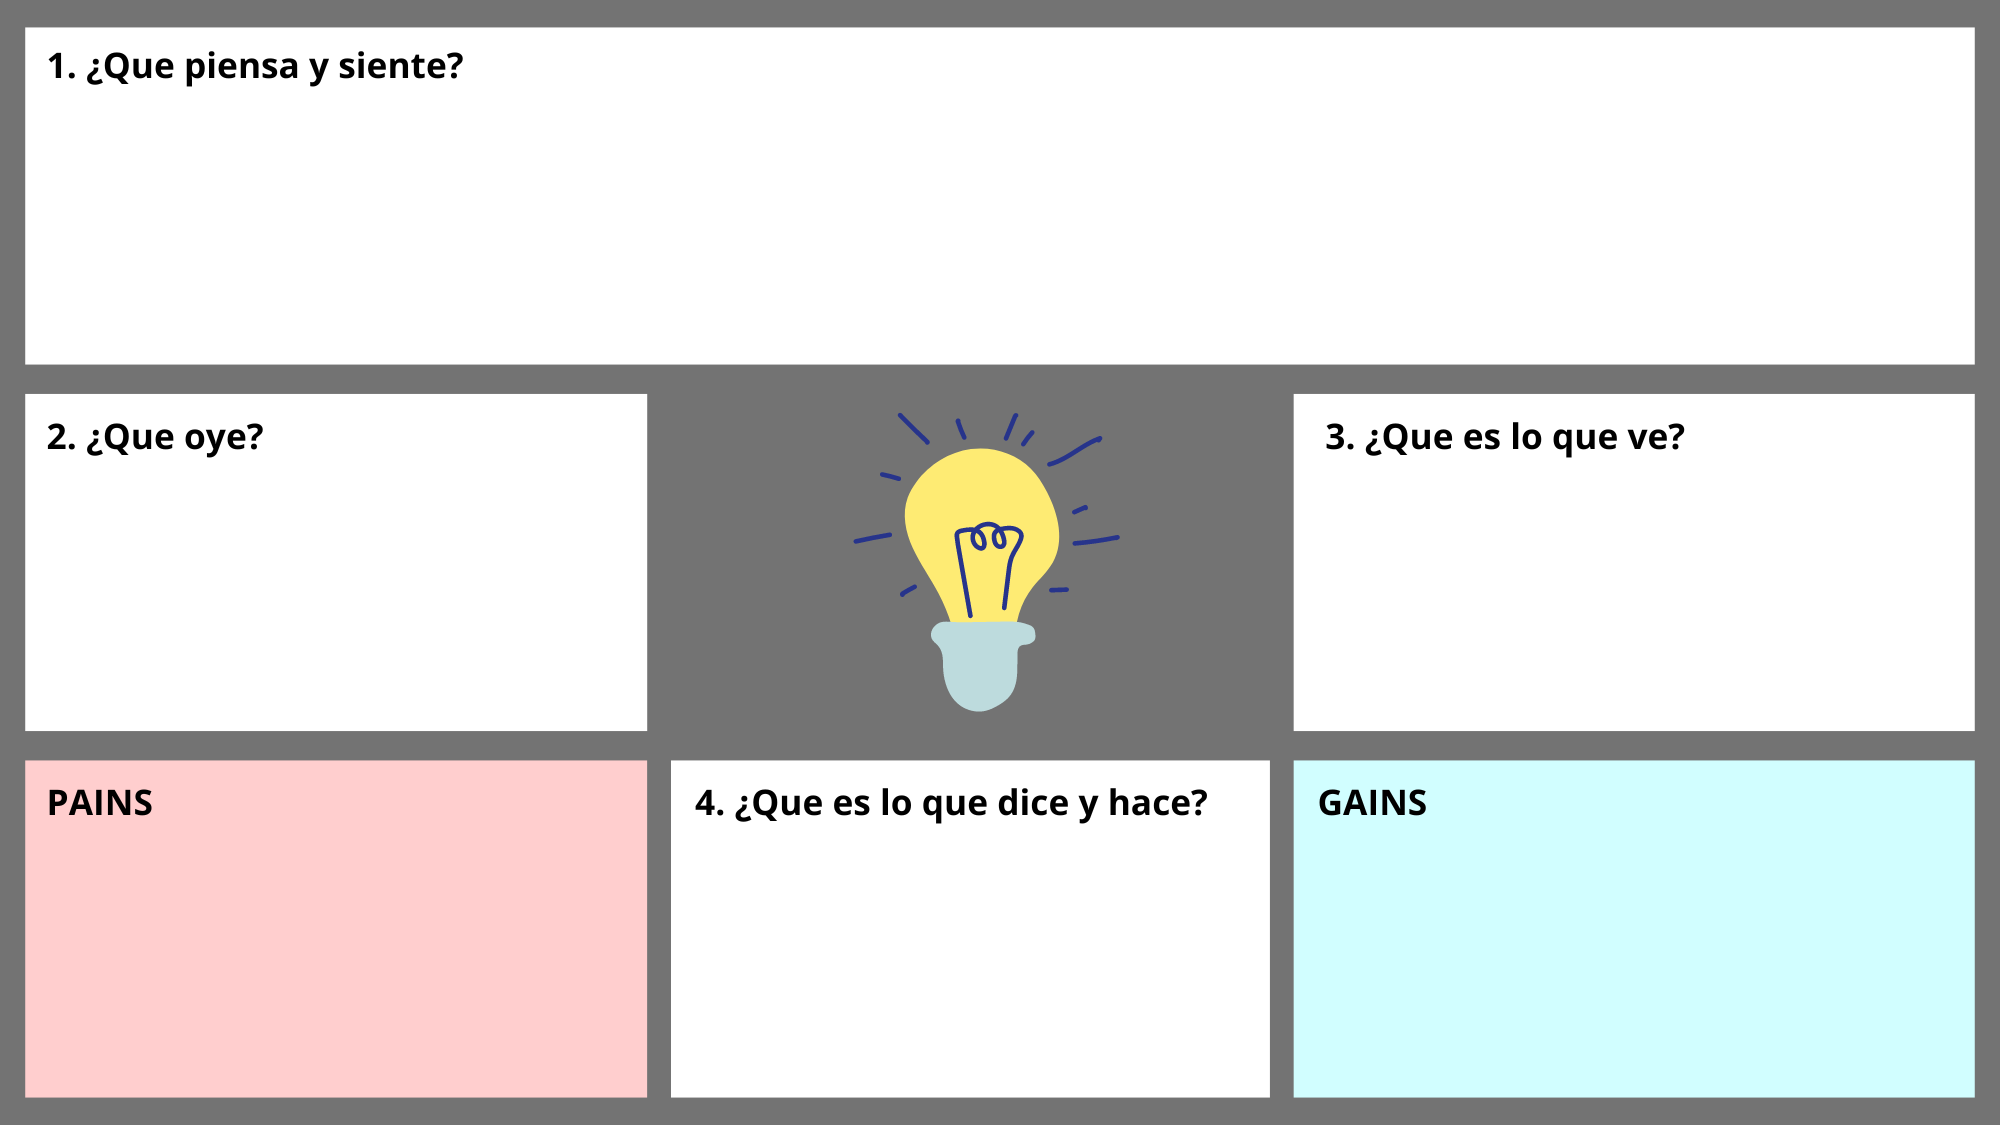 1. ¿Que piensa y siente?
2. ¿Que oye?
3. ¿Que es lo que ve?
PAINS
4. ¿Que es lo que dice y hace?
GAINS